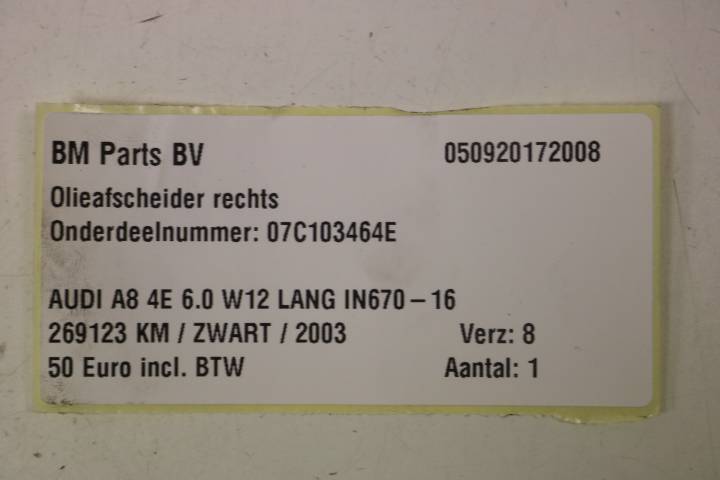 BM Parts BV 050920172008
Olieafscheider rechts
Onderdeelnummer: 07C103464E
AUDI A8 4E 6.0 W12 LANG IN670 – 16
269123 KM / ZWART / 2003 Verz: 8
50 Euro incl. BTW Aantal: 1